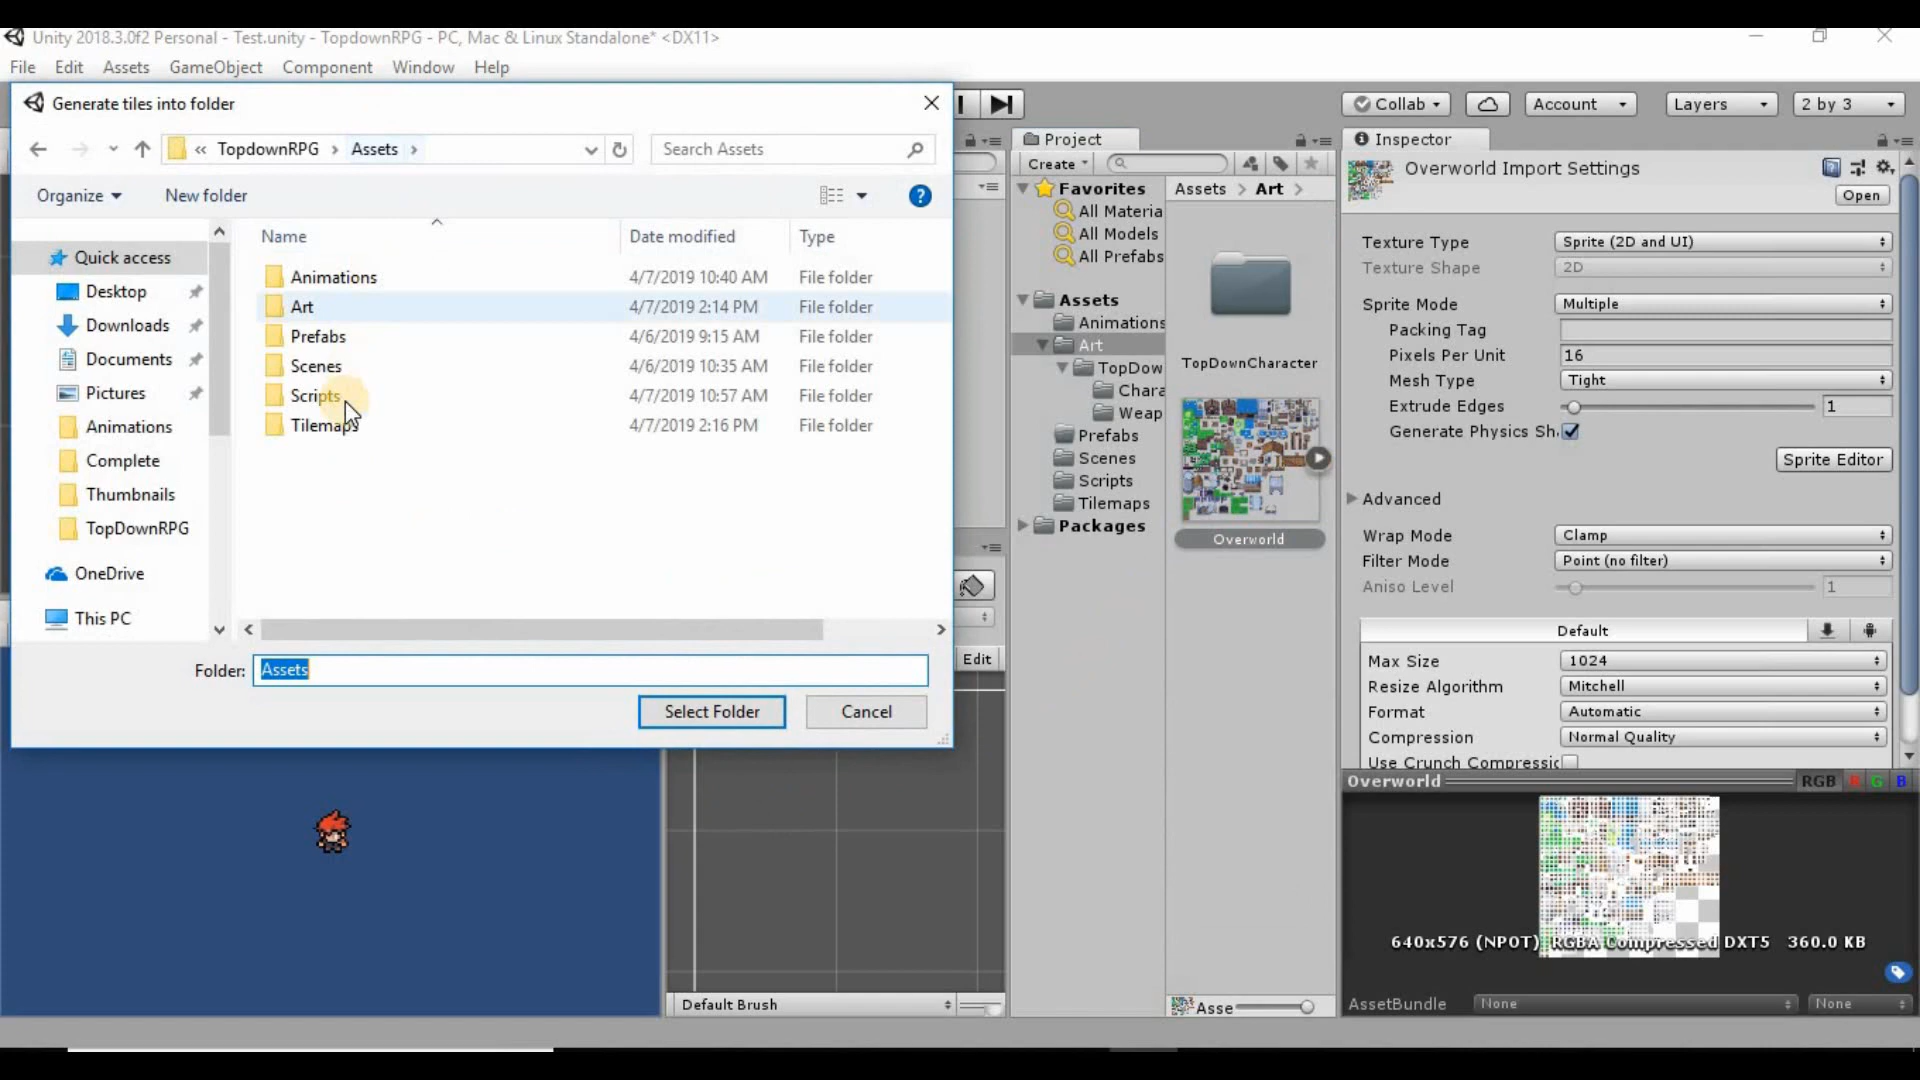 Unity 2018.3.0f2 Personal - Test.unity - TopdownRPG - PC, Mac & Linux Standalone* <DX11>
File Edit Assets GameObject Component Window Help
Generate tiles into folder
« TopdownRPG › Assets ›
Search Assets
Organize New folder
Name Date modified Type
Quick access
Desktop
Downloads
Documents
Pictures
Animations
Complete
Thumbnails
TopDownRPG
OneDrive
This PC
Animations 4/7/2019 10:40 AM File folder
Art 4/7/2019 2:14 PM File folder
Prefabs 4/6/2019 9:15 AM File folder
Scenes 4/6/2019 10:35 AM File folder
Scripts 4/7/2019 10:57 AM File folder
Tilemaps 4/7/2019 2:16 PM File folder
Folder: Assets
Select Folder Cancel
Edit
Default Brush
Collab Account Layers 2 by 3
Project
Create
Favorites
All Materia
All Models
All Prefabs
Assets
Animations
Art
TopDow
Chara
Weap
Prefabs
Scenes
Scripts
Tilemaps
Packages
Assets > Art >
TopDownCharacter
Overworld
Asse
Inspector
Overworld Import Settings
Open
Texture Type Sprite (2D and UI)
Texture Shape 2D
Sprite Mode Multiple
Packing Tag
Pixels Per Unit 16
Mesh Type Tight
Extrude Edges 1
Generate Physics Sh
Sprite Editor
Advanced
Wrap Mode Clamp
Filter Mode Point (no filter)
Aniso Level 1
Default
Max Size 1024
Resize Algorithm Mitchell
Format Automatic
Compression Normal Quality
Use Crunch Compressic
Overworld RGB R G B
640x576 (NPOT) RGBA Compressed DXT5 360.0 KB
AssetBundle None None